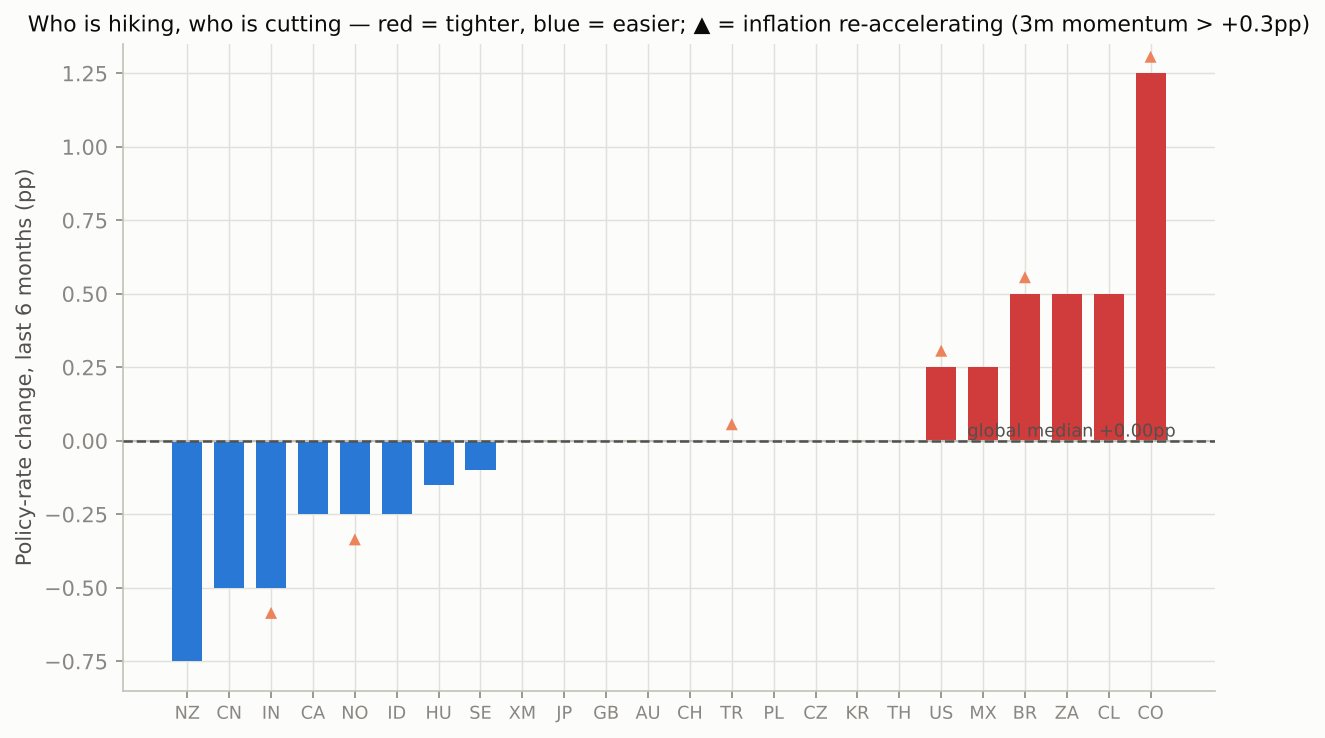 Who is hiking, who is cutting — red = tighter, blue = easier; ▲ = inflation re-accelerating (3m momentum > +0.3pp)
Policy-rate change, last 6 months (pp)
1.25
1.00
0.75
0.50
0.25
0.00
−0.25
−0.50
−0.75
global median +0.00pp
NZ CN IN CA NO ID HU SE XM JP GB AU CH TR PL CZ KR TH US MX BR ZA CL CO